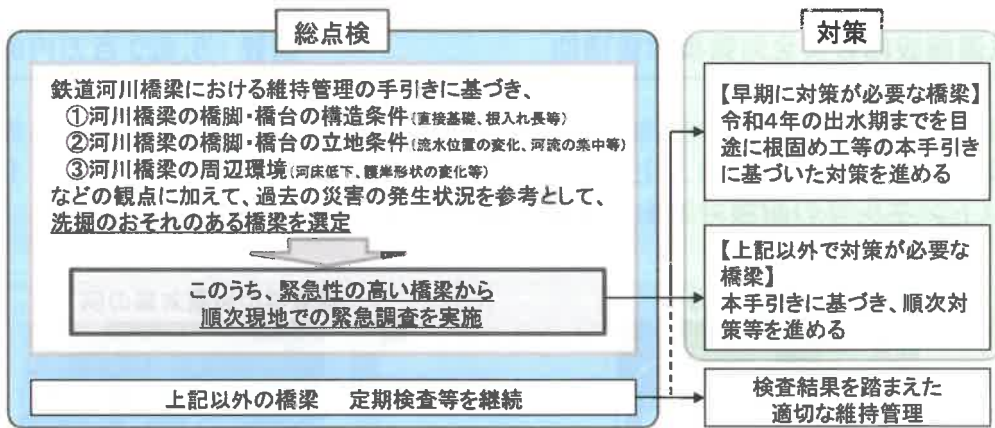 総点検
鉄道河川橋梁における維持管理の手引きに基づき、
①河川橋梁の橋脚・橋台の構造条件(直接基礎、根入れ長等)
②河川橋梁の橋脚・橋台の立地条件(流水位置の変化、河流の集中等)
③河川橋梁の周辺環境(河床低下、護岸形状の変化等)
などの観点に加えて、過去の災害の発生状況を参考として、
洗掘のおそれのある橋梁を選定
このうち、緊急性の高い橋梁から
順次現地での緊急調査を実施
上記以外の橋梁 定期検査等を継続
対策
【早期に対策が必要な橋梁】
令和4年の出水期までを目
途に根固め工等の本手引き
に基づいた対策を進める
【上記以外で対策が必要な
橋梁】
本手引きに基づき、順次対
策等を進める
検査結果を踏まえた
適切な維持管理